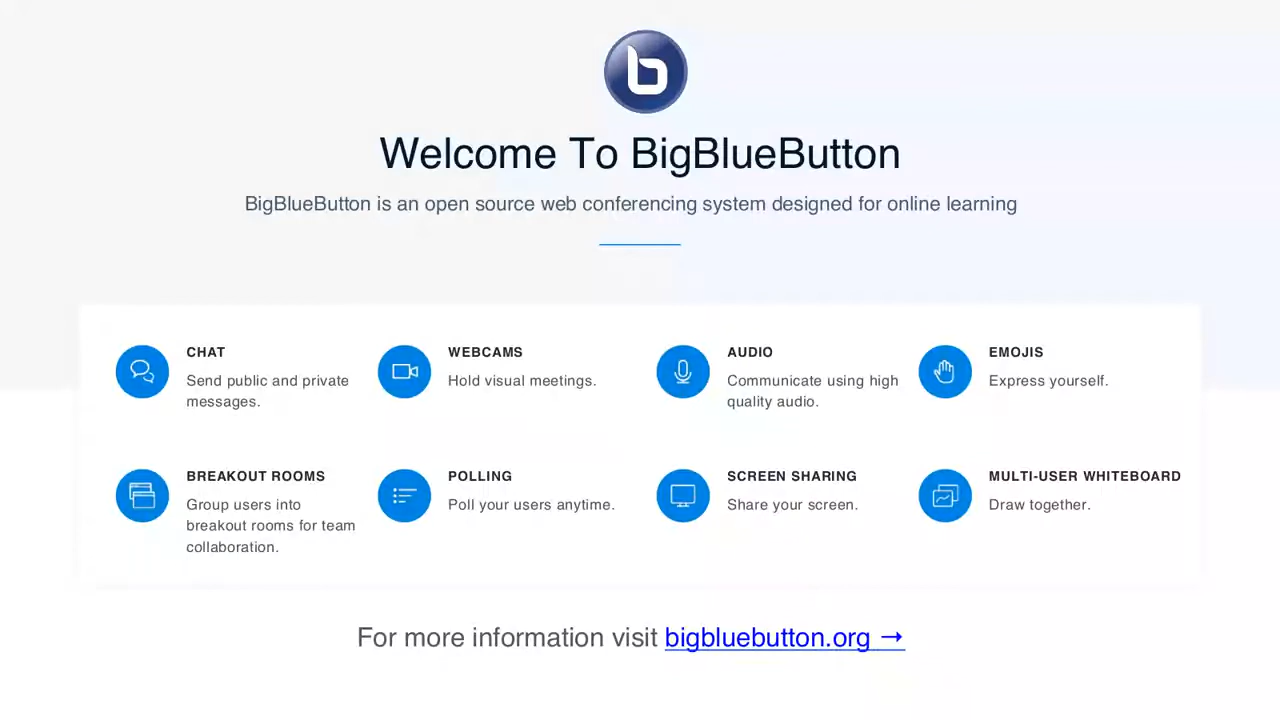 Welcome To BigBlueButton
BigBlueButton is an open source web conferencing system designed for online learning
CHAT
Send public and private
messages.
WEBCAMS
Hold visual meetings.
AUDIO
Communicate using high
quality audio.
EMOJIS
Express yourself.
BREAKOUT ROOMS
Group users into
breakout rooms for team
collaboration.
POLLING
Poll your users anytime.
SCREEN SHARING
Share your screen.
MULTI-USER WHITEBOARD
Draw together.
For more information visit bigbluebutton.org →